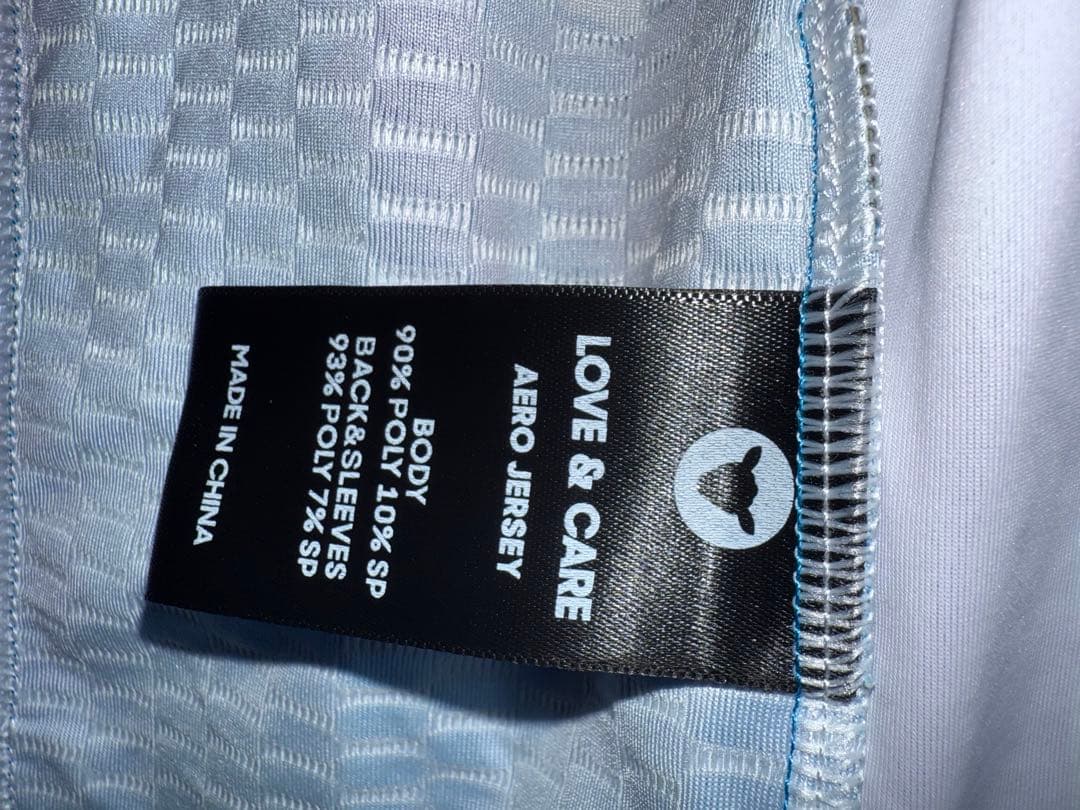 LOVE & CARE
AERO JERSEY
BODY
90% POLY 10% SP
BACK&SLEEVES
93% POLY 7% SP
MADE IN CHINA